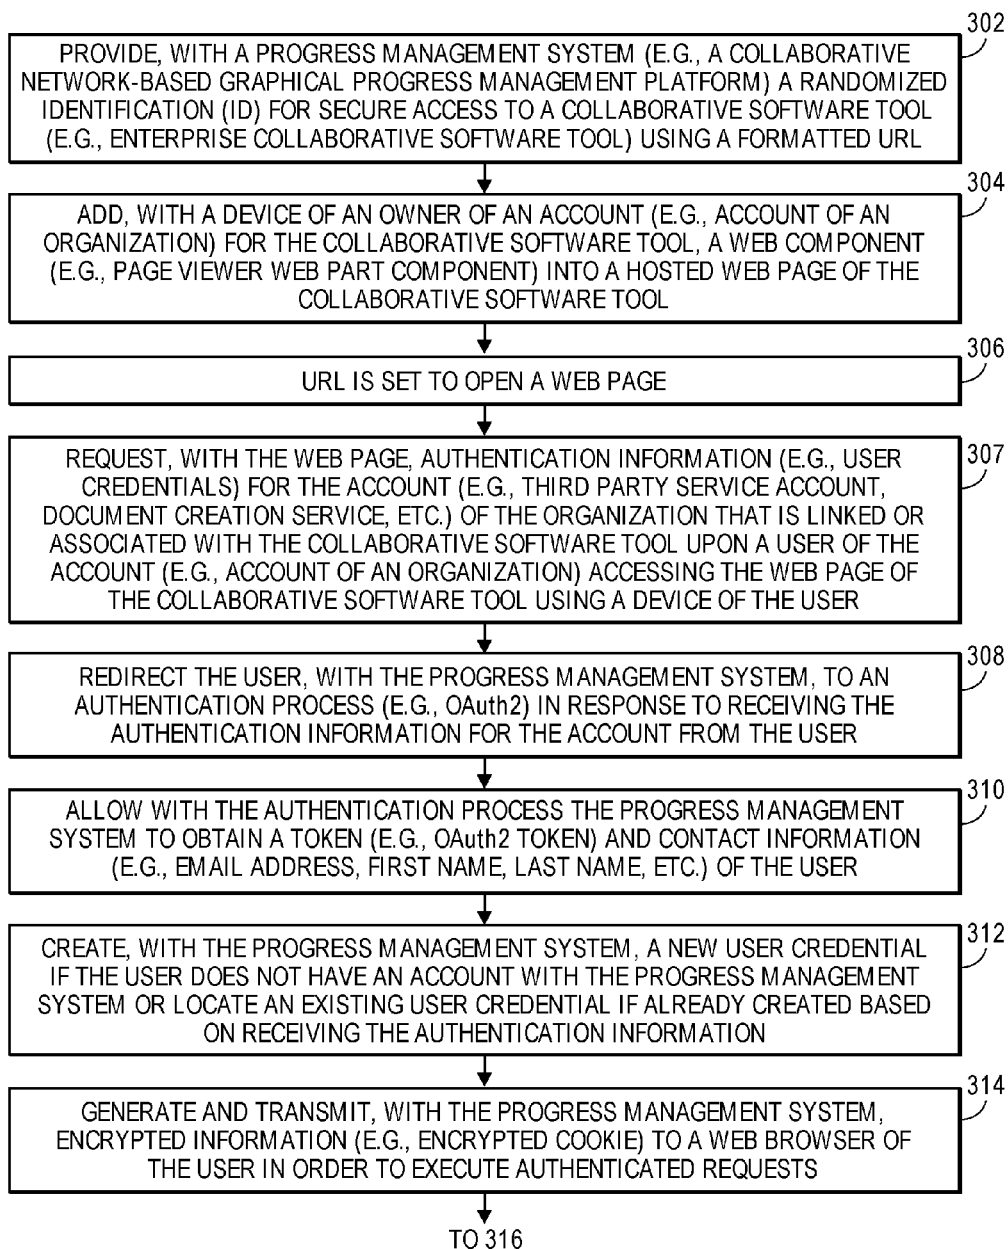 302
PROVIDE, WITH A PROGRESS MANAGEMENT SYSTEM (E.G., A COLLABORATIVE
NETWORK-BASED GRAPHICAL PROGRESS MANAGEMENT PLATFORM) A RANDOMIZED
IDENTIFICATION (ID) FOR SECURE ACCESS TO A COLLABORATIVE SOFTWARE TOOL
(E.G., ENTERPRISE COLLABORATIVE SOFTWARE TOOL) USING A FORMATTED URL
304
ADD, WITH A DEVICE OF AN OWNER OF AN ACCOUNT (E.G., ACCOUNT OF AN
ORGANIZATION) FOR THE COLLABORATIVE SOFTWARE TOOL, A WEB COMPONENT
(E.G., PAGE VIEWER WEB PART COMPONENT) INTO A HOSTED WEB PAGE OF THE
COLLABORATIVE SOFTWARE TOOL
306
URL IS SET TO OPEN A WEB PAGE
307
REQUEST, WITH THE WEB PAGE, AUTHENTICATION INFORMATION (E.G., USER
CREDENTIALS) FOR THE ACCOUNT (E.G., THIRD PARTY SERVICE ACCOUNT,
DOCUMENT CREATION SERVICE, ETC.) OF THE ORGANIZATION THAT IS LINKED OR
ASSOCIATED WITH THE COLLABORATIVE SOFTWARE TOOL UPON A USER OF THE
ACCOUNT (E.G., ACCOUNT OF AN ORGANIZATION) ACCESSING THE WEB PAGE OF
THE COLLABORATIVE SOFTWARE TOOL USING A DEVICE OF THE USER
308
REDIRECT THE USER, WITH THE PROGRESS MANAGEMENT SYSTEM, TO AN
AUTHENTICATION PROCESS (E.G., OAuth2) IN RESPONSE TO RECEIVING THE
AUTHENTICATION INFORMATION FOR THE ACCOUNT FROM THE USER
310
ALLOW WITH THE AUTHENTICATION PROCESS THE PROGRESS MANAGEMENT
SYSTEM TO OBTAIN A TOKEN (E.G., OAuth2 TOKEN) AND CONTACT INFORMATION
(E.G., EMAIL ADDRESS, FIRST NAME, LAST NAME, ETC.) OF THE USER
312
CREATE, WITH THE PROGRESS MANAGEMENT SYSTEM, A NEW USER CREDENTIAL
IF THE USER DOES NOT HAVE AN ACCOUNT WITH THE PROGRESS MANAGEMENT
SYSTEM OR LOCATE AN EXISTING USER CREDENTIAL IF ALREADY CREATED BASED
ON RECEIVING THE AUTHENTICATION INFORMATION
314
GENERATE AND TRANSMIT, WITH THE PROGRESS MANAGEMENT SYSTEM,
ENCRYPTED INFORMATION (E.G., ENCRYPTED COOKIE) TO A WEB BROWSER OF
THE USER IN ORDER TO EXECUTE AUTHENTICATED REQUESTS
TO 316